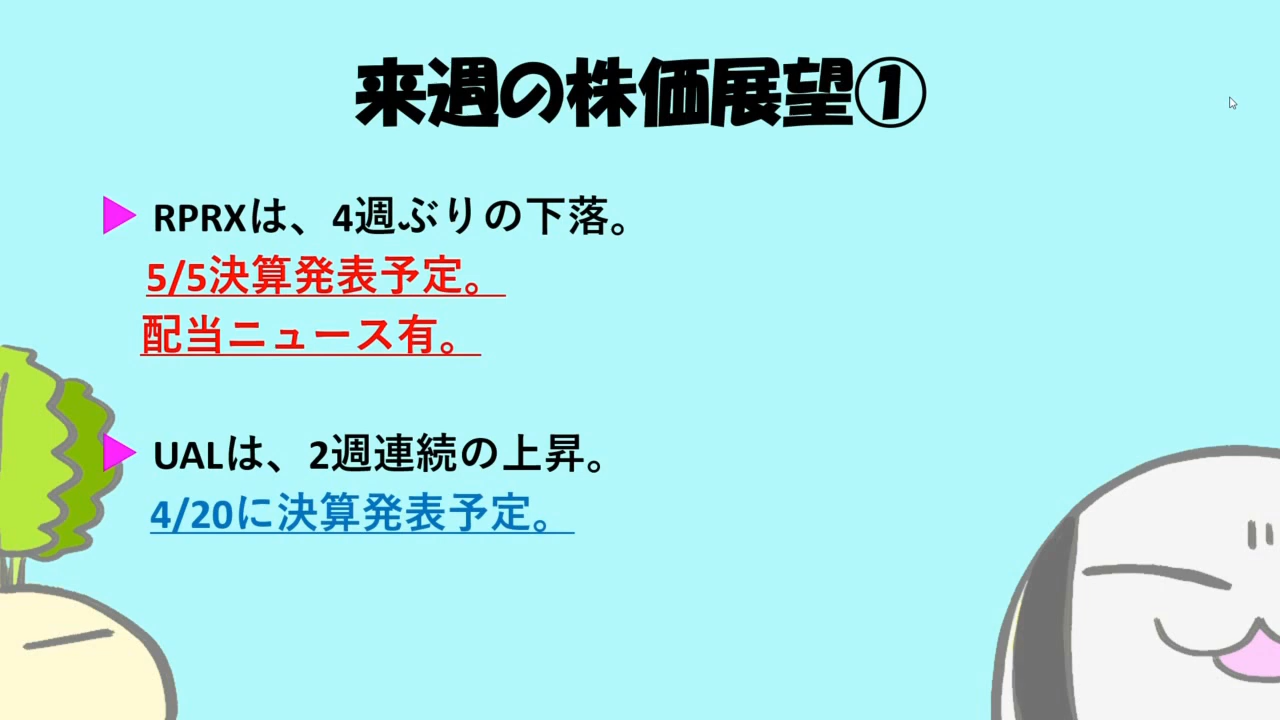 来週の株価展望①
RPRXは、4週ぶりの下落。
5/5決算発表予定。
配当ニュース有。
UALは、2週連続の上昇。
4/20に決算発表予定。